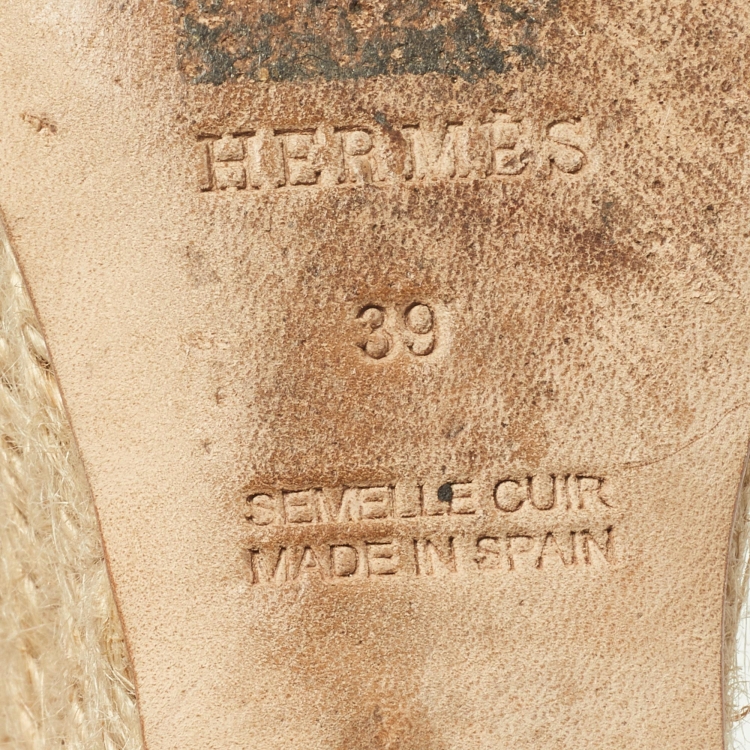 HERMÈS
39
SEMELLE CUIR
MADE IN SPAIN